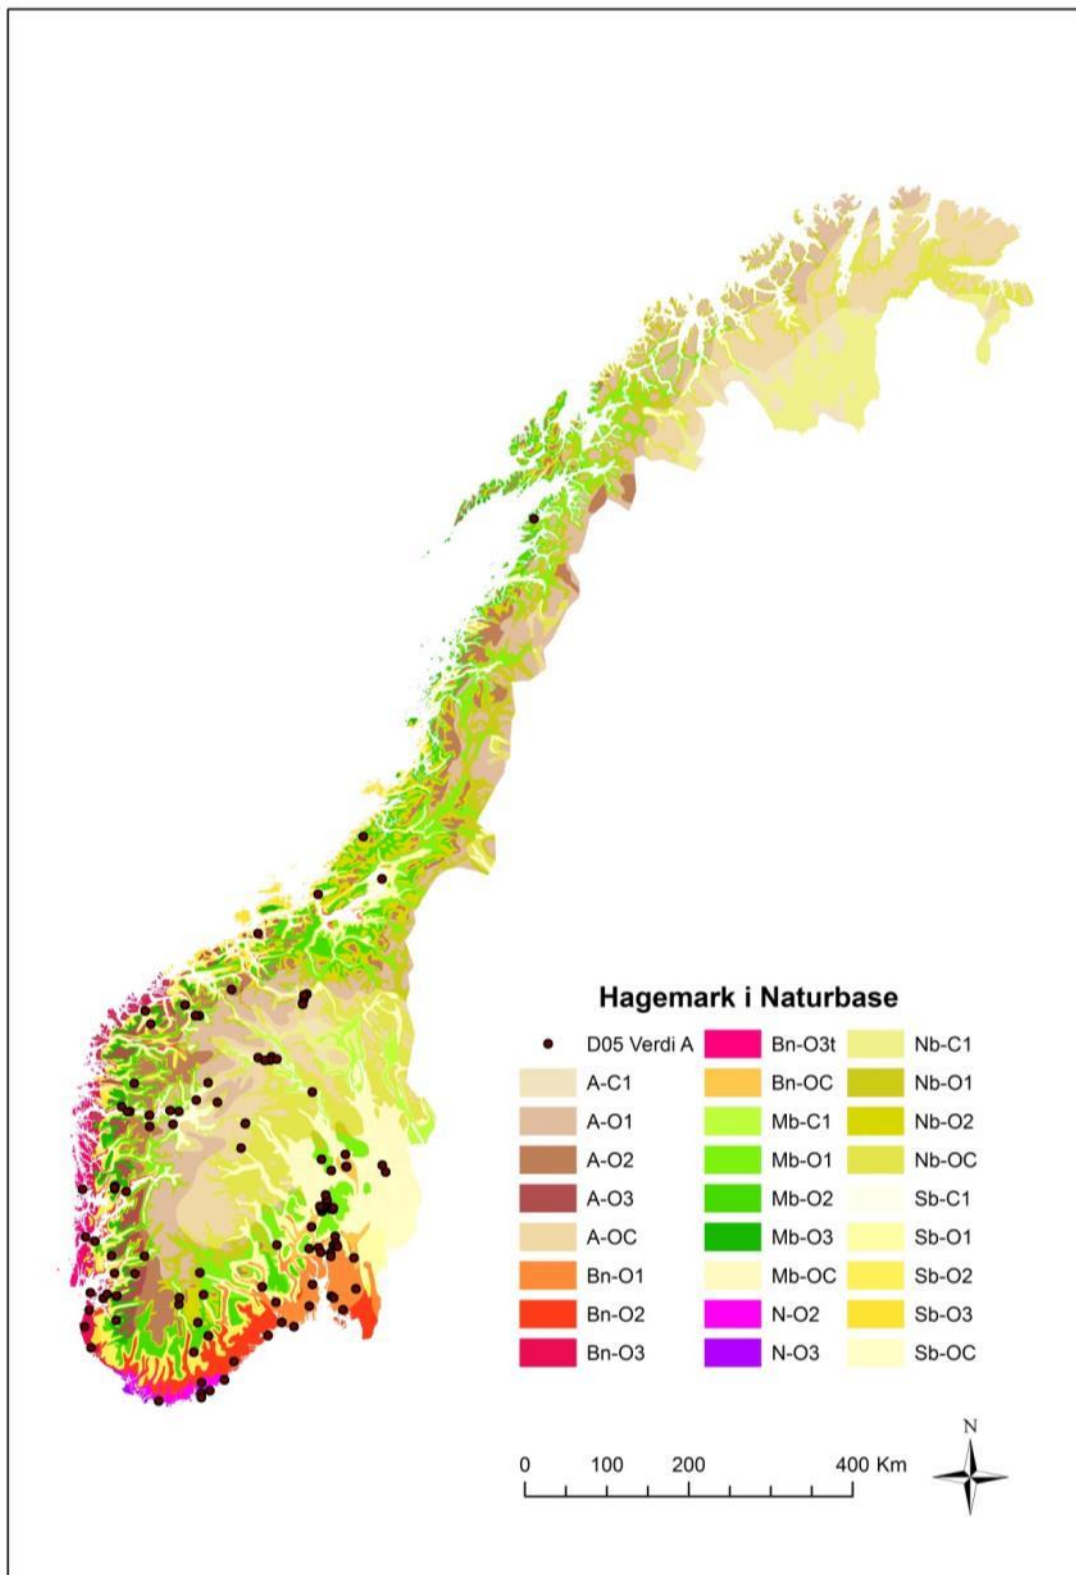 Hagemark i Naturbase
D05 Verdi A
A-C1
A-O1
A-O2
A-O3
A-OC
Bn-O1
Bn-O2
Bn-O3
Bn-O3t
Bn-OC
Mb-C1
Mb-O1
Mb-O2
Mb-O3
Mb-OC
N-O2
N-O3
Nb-C1
Nb-O1
Nb-O2
Nb-OC
Sb-C1
Sb-O1
Sb-O2
Sb-O3
Sb-OC
N
0 100 200 400 Km